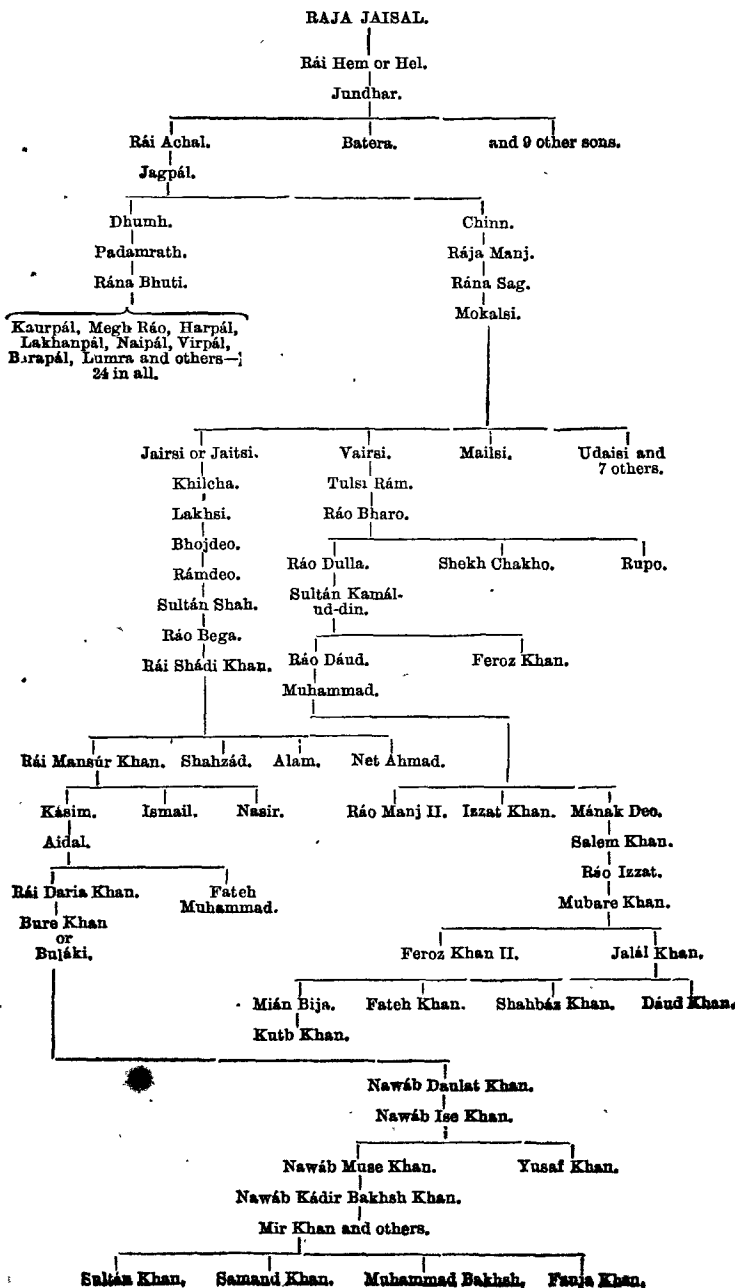 RAJA JAISAL.
Rái Hem or Hel.
Jundhar.
Rái Achal. Batera. and 9 other sons.
Jagpál.
Dhumh. Chinn.
Padamrath. Rája Manj.
Rána Bhuti. Rána Sag.
Mokalsi.
Kaurpál, Megh Ráo, Harpál,
Lakhanpál, Naipál, Virpál,
Barapál, Lumra and others—
24 in all.
Jairsi or Jaitsi. Vairsi. Mailsi. Udaisi and
7 others.
Khilcha. Tulsi Rám.
Lakhsi. Ráo Bharo.
Bhojdeo.
Ráo Dulla. Shekh Chakho. Rupo.
Rámdeo.
Sultán Kamál-
ud-din.
Sultán Shah.
Ráo Bega.
Rái Shádi Khan. Ráo Dáud. Feroz Khan.
Muhammad.
Rái Mansúr Khan. Shahzád. Alam. Net Ahmad.
Kásim. Ismail. Nasir. Ráo Manj II. Izzat Khan. Mának Deo.
Aidal. Salem Khan.
Ráo Izzat.
Rái Daria Khan. Fateh
Muhammad.
Mubare Khan.
Bure Khan
or
Buláki.
Feroz Khan II. Jalál Khan.
Mián Bija. Fateh Khan. Shahbáz Khan. Dáud Khan.
Kutb Khan.
Nawáb Daulat Khan.
Nawáb Ise Khan.
Nawáb Muse Khan. Yusaf Khan.
Nawáb Kádir Bakhsh Khan.
Mir Khan and others.
Sultán Khan. Samand Khan. Muhammad Bakhsh. Fauja Khan.